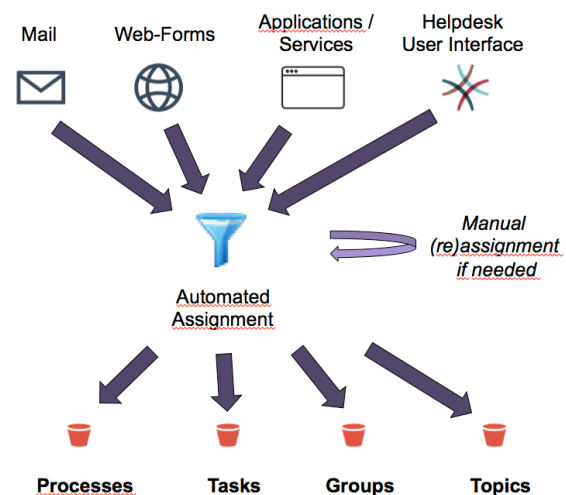 Mail
Web-Forms
Applications /
Services
Helpdesk
User Interface
Manual
(re)assignment
if needed
Automated
Assignment
Processes
Tasks
Groups
Topics